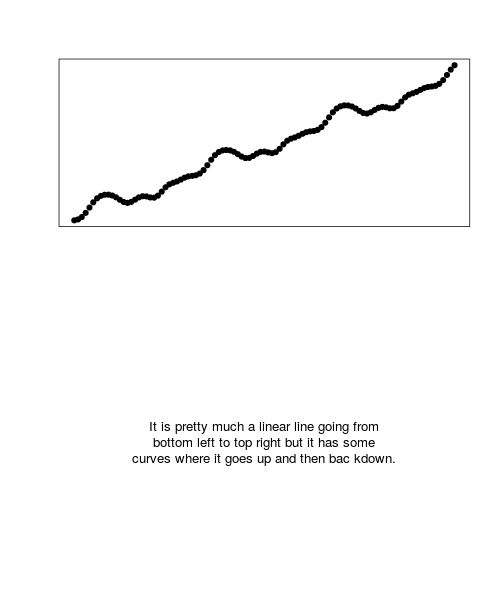 It is pretty much a linear line going from
bottom left to top right but it has some
curves where it goes up and then bac kdown.